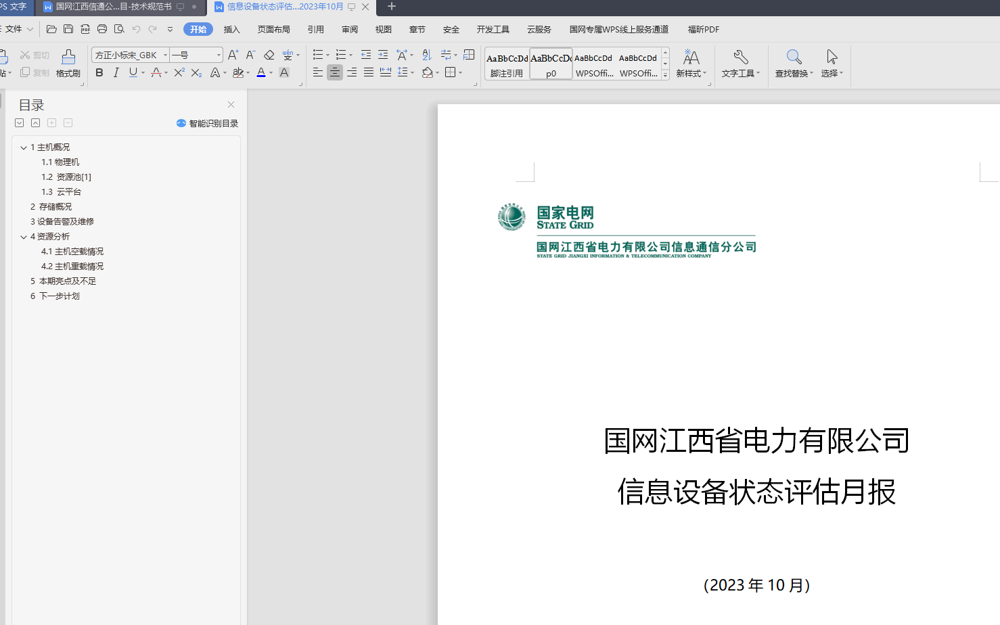 PS 文字
国网江西信通公...目-技术规范书
信息设备状态评估...2023年10月
文件
开始
插入
页面布局
引用
审阅
视图
章节
安全
开发工具
云服务
国网专属WPS线上服务通道
福昕PDF
剪切
复制
格式刷
方正小标宋_GBK
一号
AaBbCcDd
脚注引用
AaBbCcDc
p0
AaBbCcDd
WPSOffi...
AaBbCcDd
WPSOffi...
新样式
文字工具
查找替换
选择
目录
智能识别目录
1 主机概况
1.1 物理机
1.2 资源池[1]
1.3 云平台
2 存储概况
3 设备告警及维修
4 资源分析
4.1 主机空载情况
4.2 主机重载情况
5 本期亮点及不足
6 下一步计划
国家电网
STATE GRID
国网江西省电力有限公司信息通信分公司
STATE GRID JIANGXI INFORMATION & TELECOMMUNICATION COMPANY
国网江西省电力有限公司
信息设备状态评估月报
（2023 年 10 月）